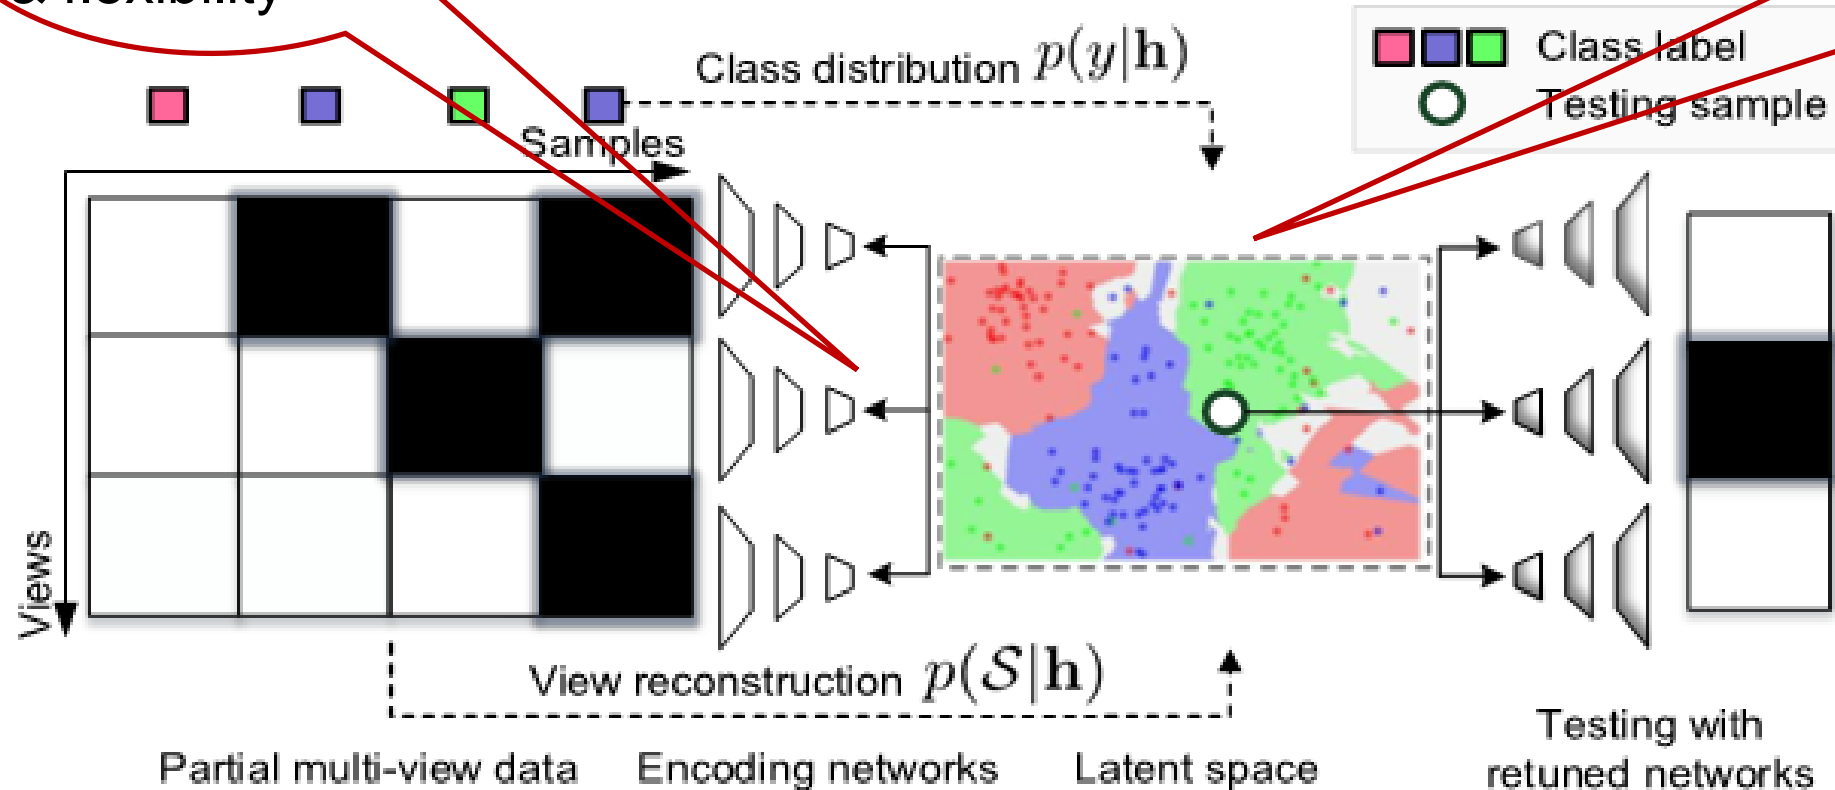 & flexibility
Class distribution p(y|h)
Class label
Testing sample
Samples
Views
View reconstruction p(S|h)
Testing with
retuned networks
Partial multi-view data
Encoding networks
Latent space